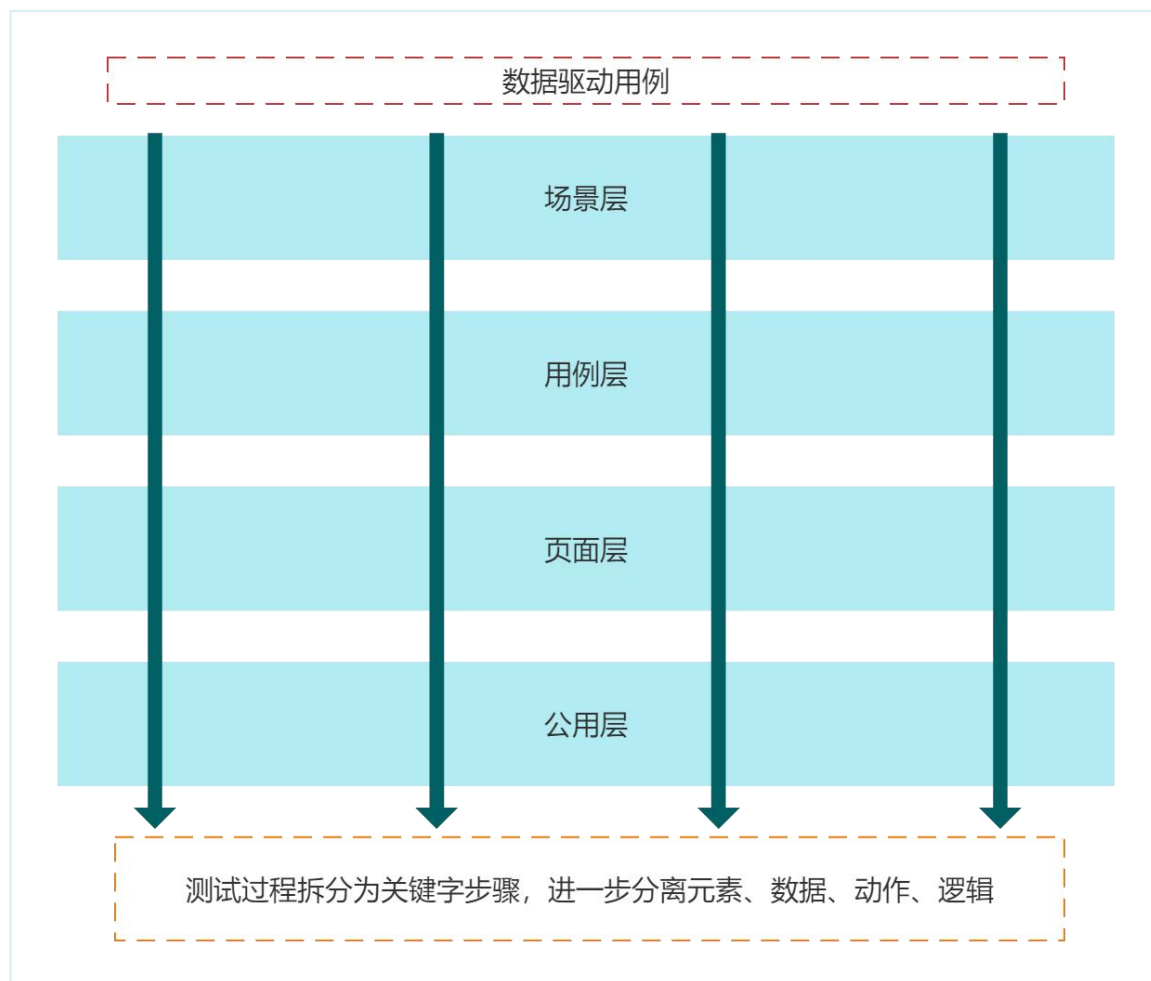 数据驱动用例
场景层
用例层
页面层
公用层
测试过程拆分为关键字步骤，进一步分离元素、数据、动作、逻辑